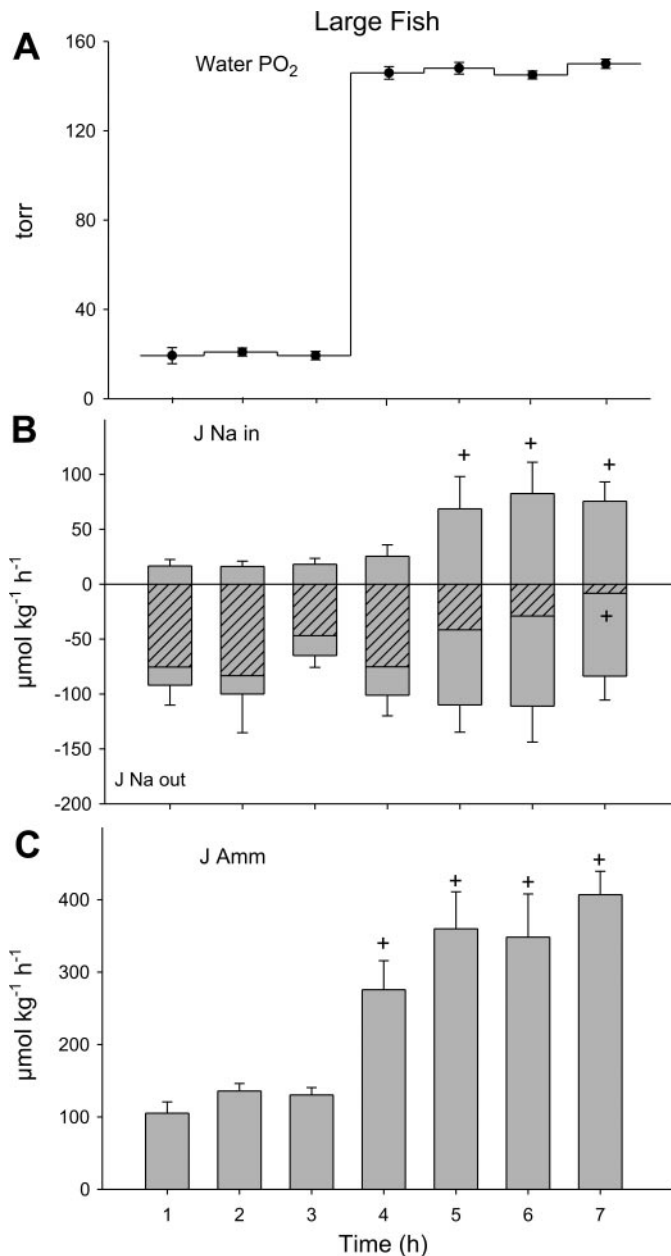 Large Fish
A
Water PO₂
160
120
80
40
0
torr
B
J Na in
+ + +
100
50
0
-50
-100
-150
-200
+
µmol kg⁻¹ h⁻¹
J Na out
C
J Amm
+ + + +
400
300
200
100
0
µmol kg⁻¹ h⁻¹
1 2 3 4 5 6 7
Time (h)